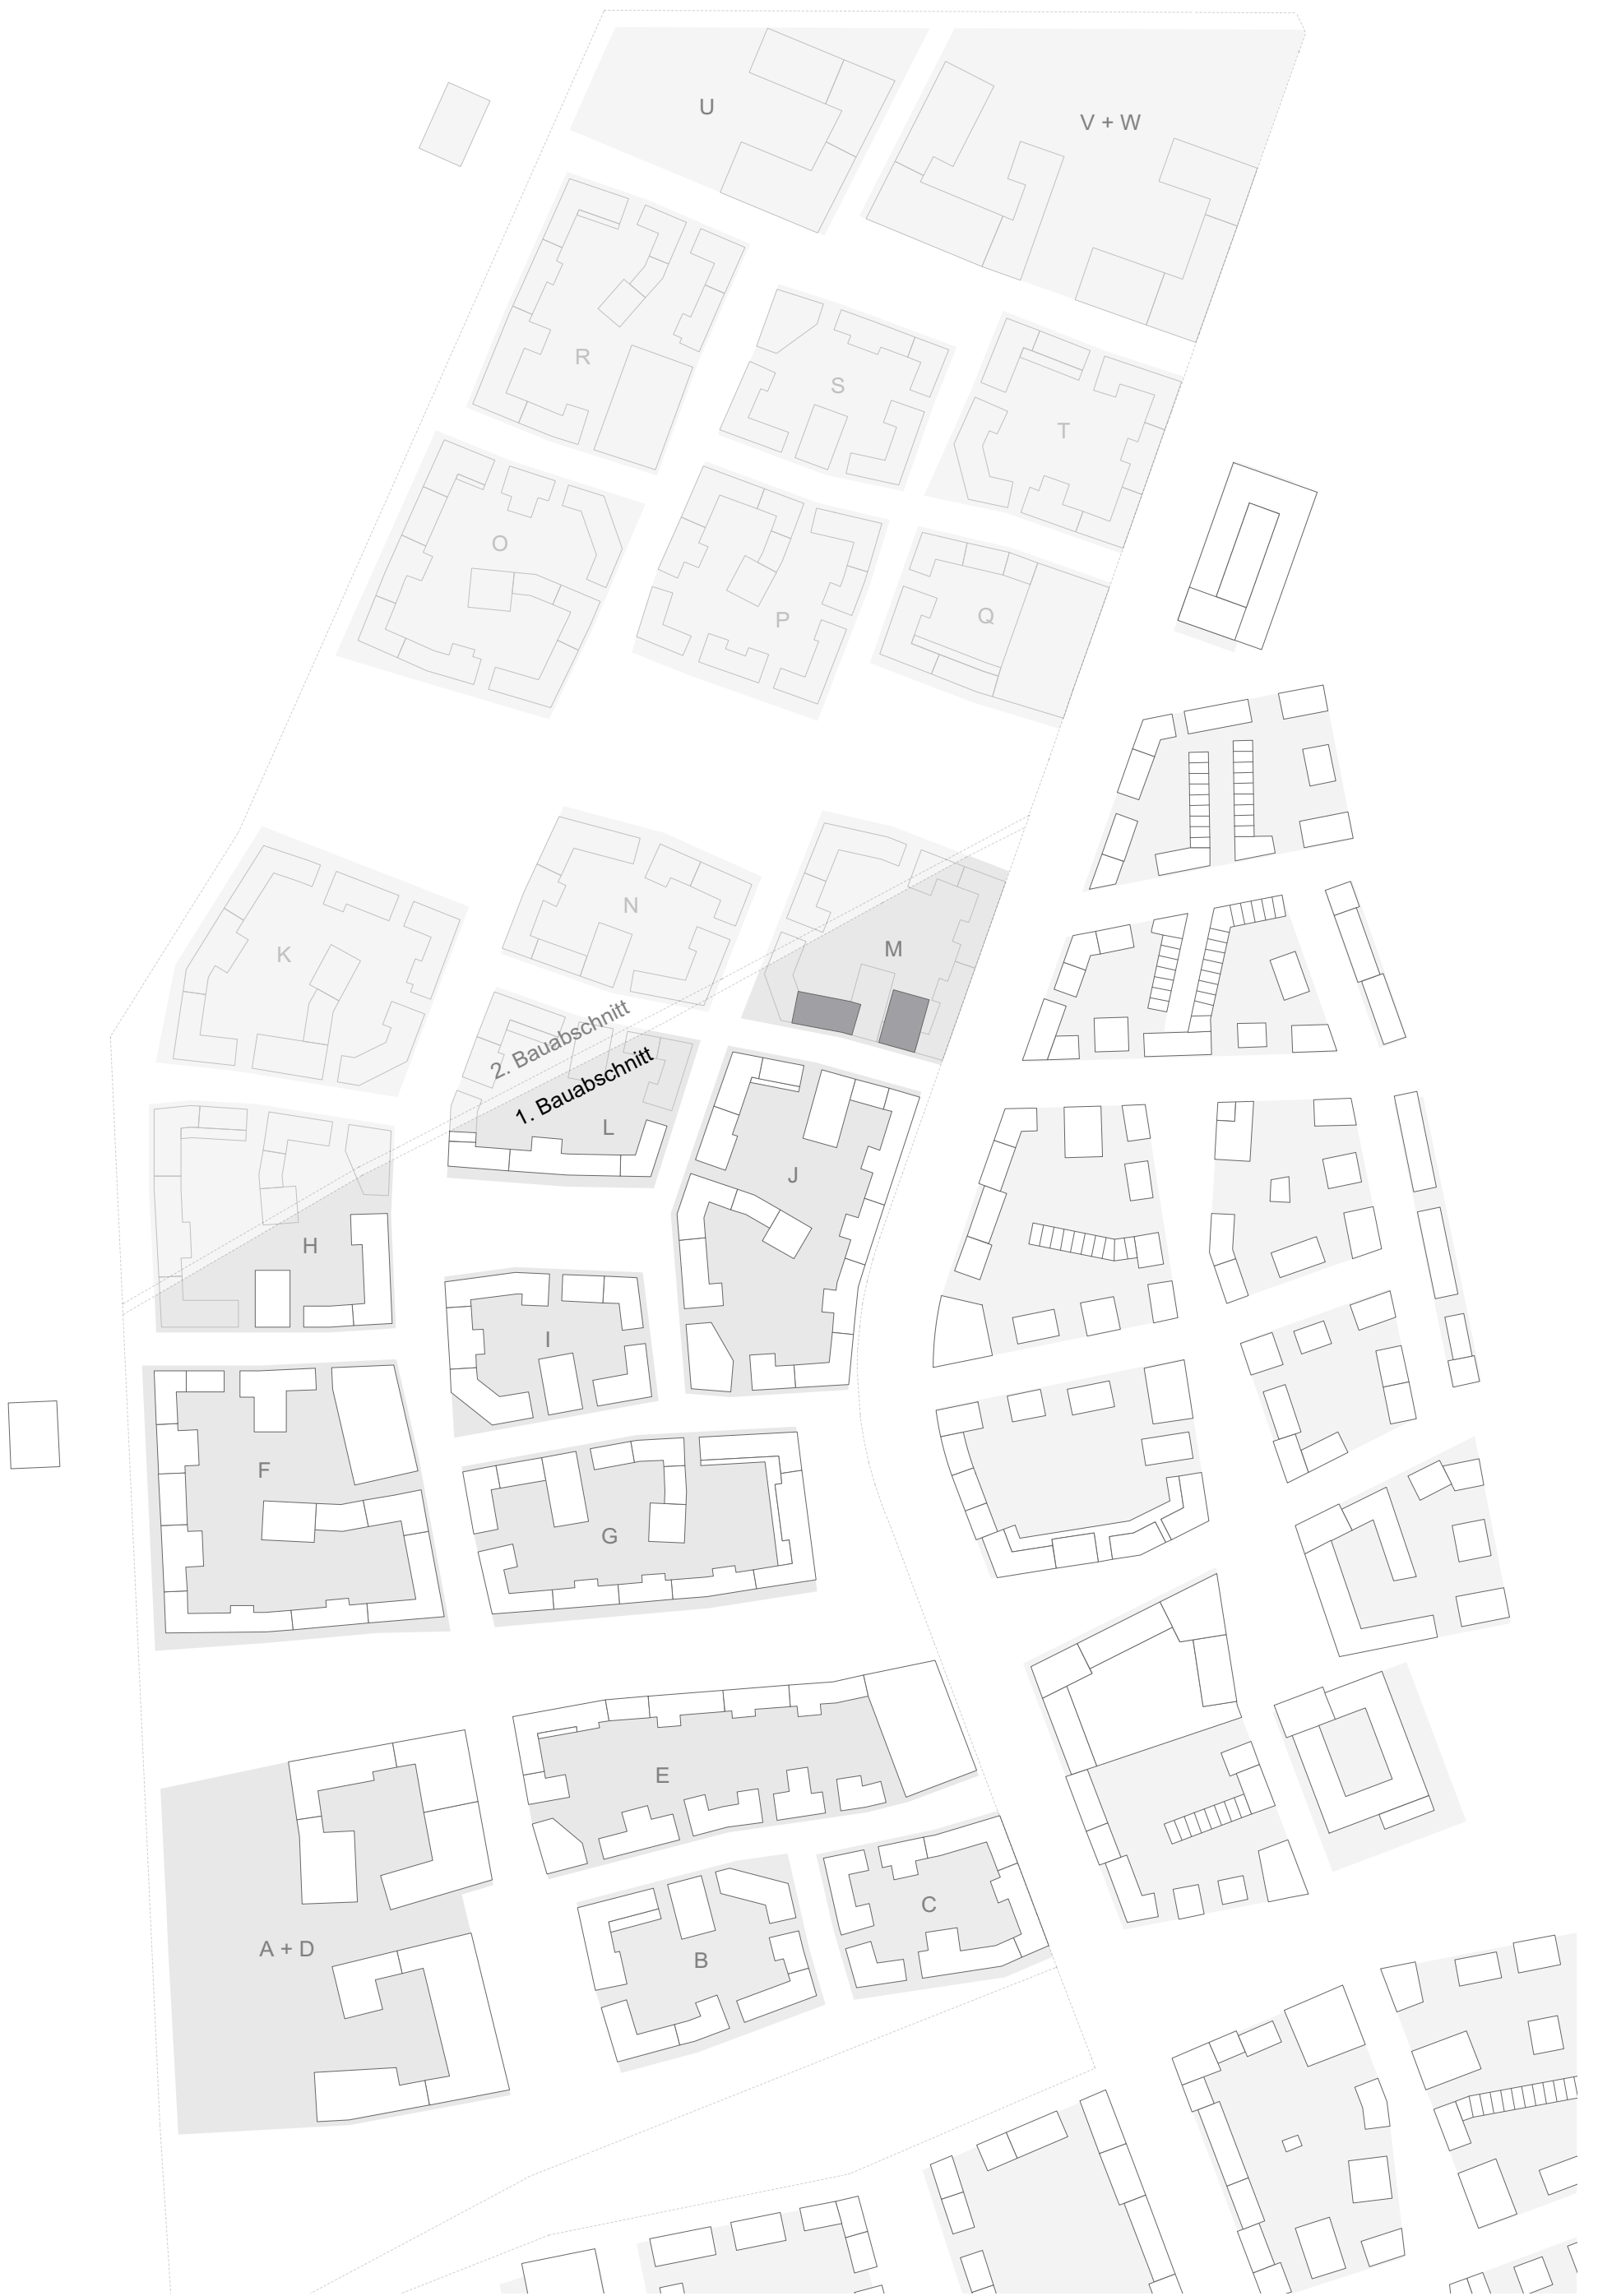 U
V + W
R
S
T
O
P
Q
N
K
M
2. Bauabschnitt
1. Bauabschnitt
L
J
H
I
F
G
E
C
A + D
B